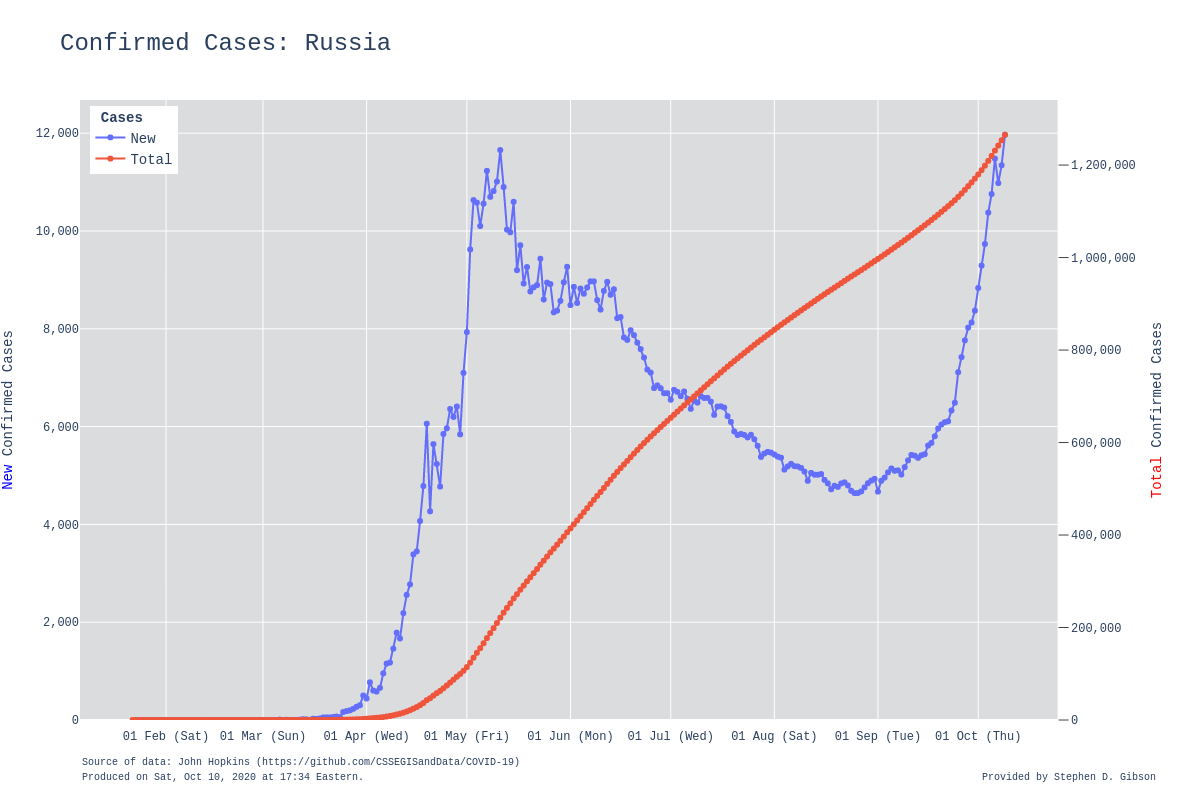 Confirmed Cases: Russia
Cases
New
Total
12,000
10,000
8,000
6,000
4,000
2,000
0
New Confirmed Cases
1,200,000
1,000,000
800,000
600,000
400,000
200,000
0
Total Confirmed Cases
01 Feb (Sat) 01 Mar (Sun) 01 Apr (Wed) 01 May (Fri) 01 Jun (Mon) 01 Jul (Wed) 01 Aug (Sat) 01 Sep (Tue) 01 Oct (Thu)
Source of data: John Hopkins (https://github.com/CSSEGISandData/COVID-19)
Produced on Sat, Oct 10, 2020 at 17:34 Eastern.
Provided by Stephen D. Gibson